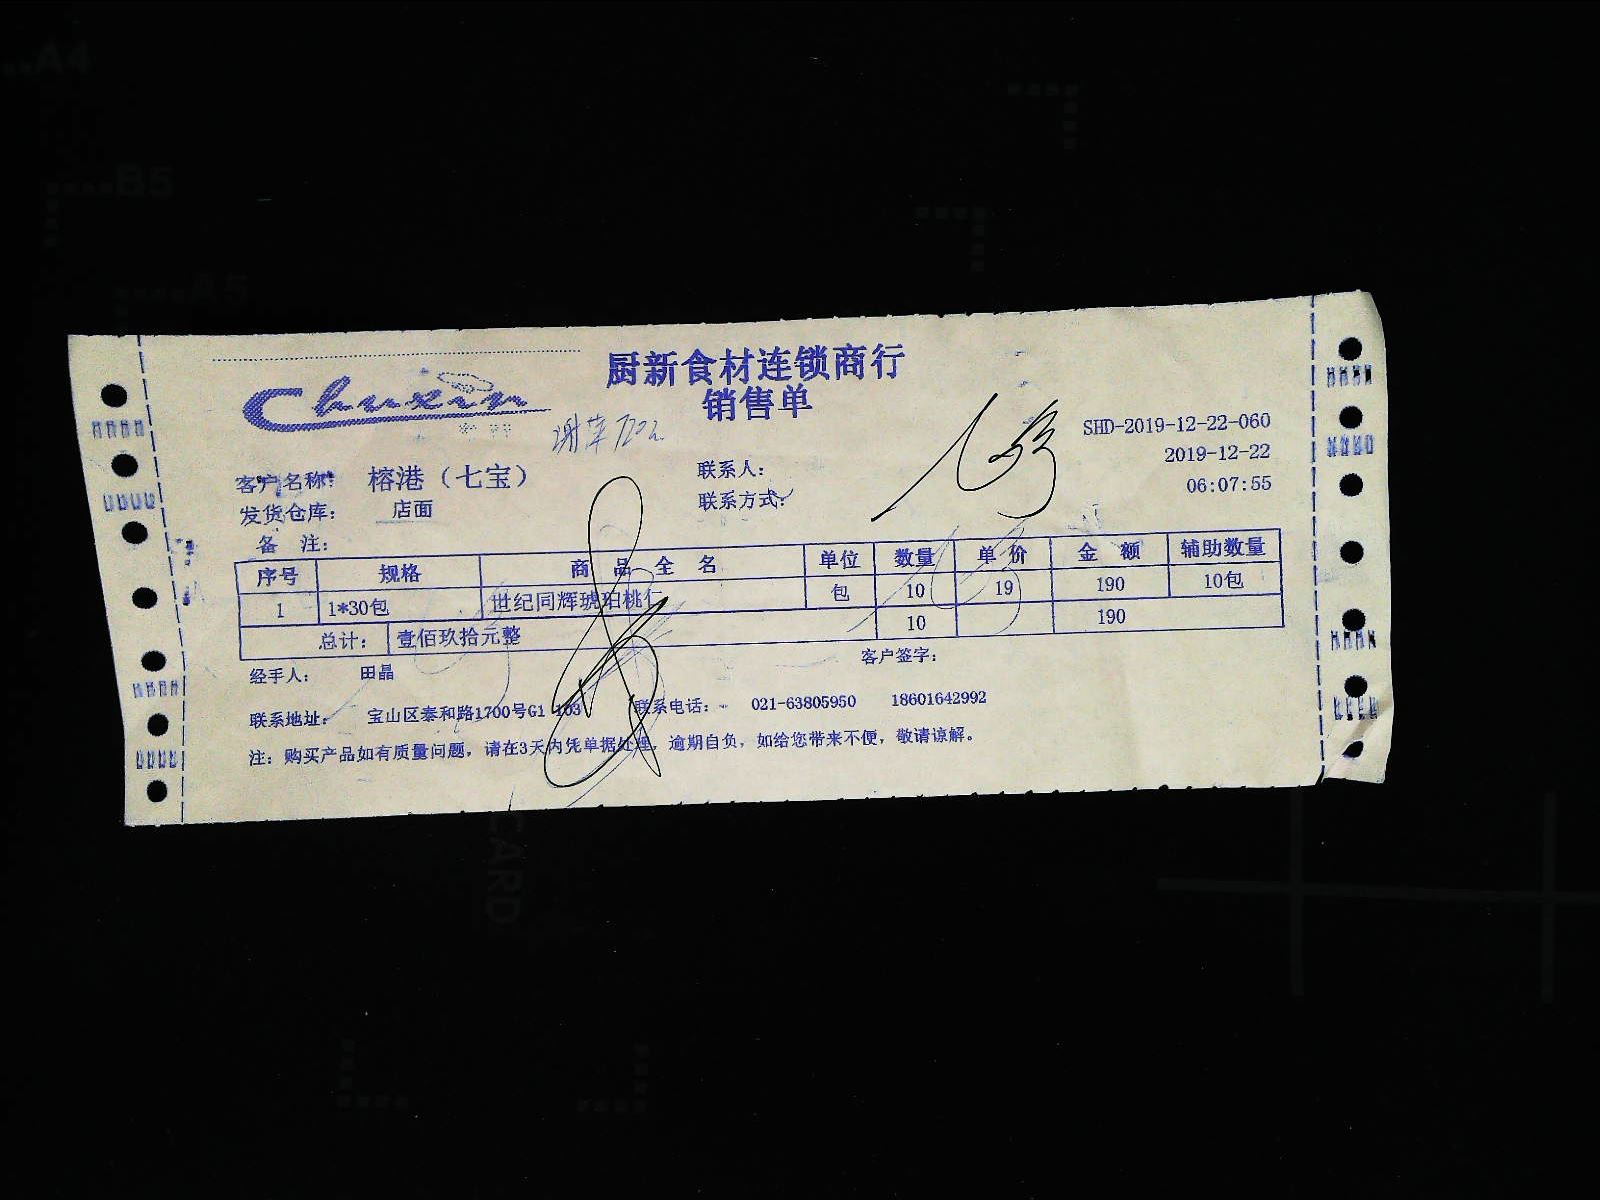 厨新食材连锁商行
Chuxin
销售单
SHD-2019-12-22-060
客户名称: 榕港（七宝） 联系人: 2019-12-22
发货仓库: 店面 联系方式: 06:07:55
备 注:
序号 规格 商品全名 单位 数量 单价 金额 辅助数量
1 1*30包 世纪同辉琥珀桃仁 包 10 19 190 10包
总计: 壹佰玖拾元整 10 190
经手人: 田晶 客户签字:
联系地址: 宝山区泰和路1700号G1 103 联系电话: 021-63805950 18601642992
注: 购买产品如有质量问题, 请在3天内凭单据处理, 逾期自负, 如给您带来不便, 敬请谅解。
A4
B5
A5
CARD